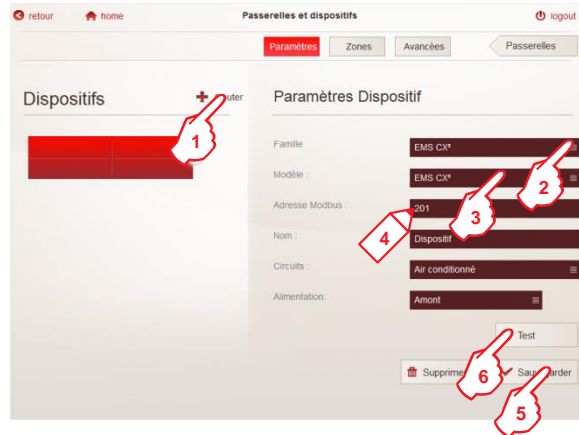 retour home Passerelles et dispositifs logout
Paramètres Zones Avancées Passerelles
Dispositifs
Paramètres Dispositif
1
Famille EMS CX³
2
Modèle : EMS CX³
3
Adresse Modbus : 201
4
Nom : Dispositif
Circuits : Air conditionné
Alimentation: Amont
Test
6
5